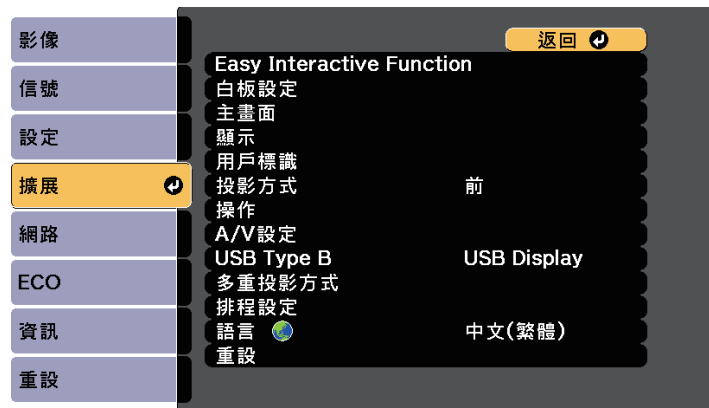 影像
信號
設定
擴展
網路
ECO
資訊
重設
返回
Easy Interactive Function
白板設定
主畫面
顯示
用戶標識
投影方式 前
操作
A/V設定
USB Type B USB Display
多重投影方式
排程設定
語言 中文(繁體)
重設